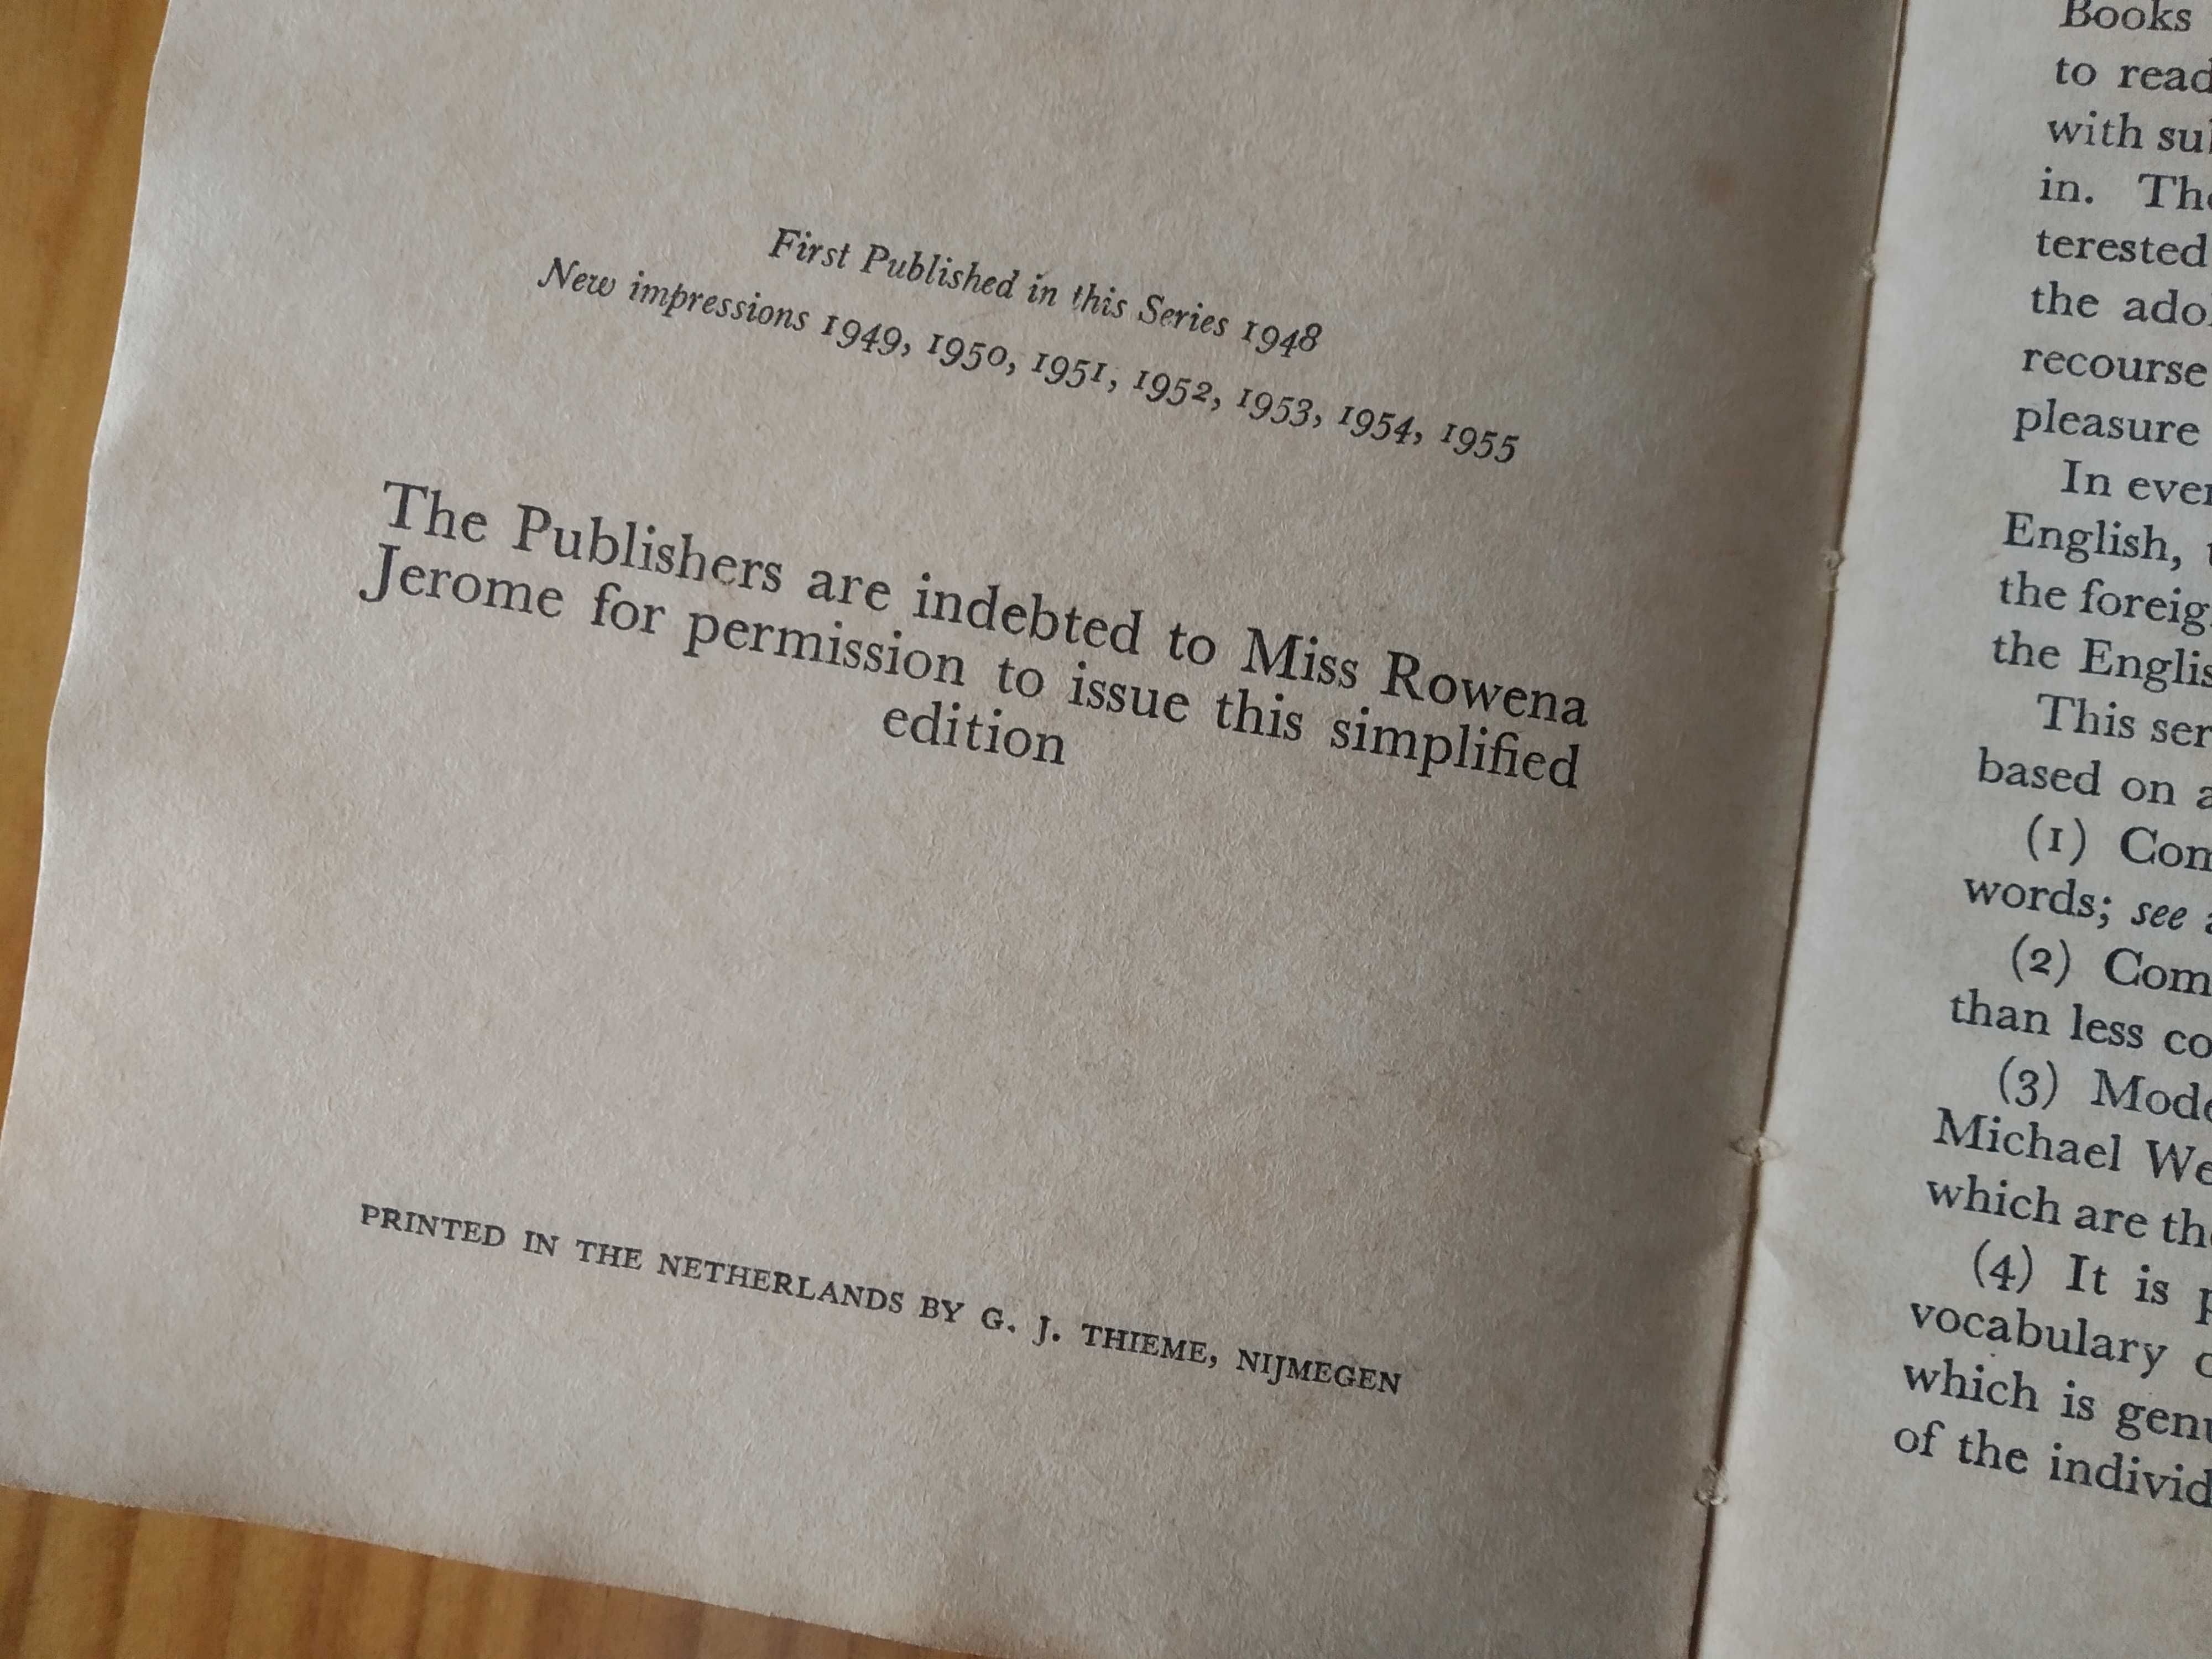 First Published in this Series 1948
New impressions 1949, 1950, 1951, 1952, 1953, 1954, 1955
The Publishers are indebted to Miss Rowena
Jerome for permission to issue this simplified
edition
PRINTED IN THE NETHERLANDS BY G. J. THIEME, NIJMEGEN
Books
to read
with
in.
terested
the
recourse
pleasure
In
English,
the
the
This
based on a
(1)
words; see
(2)
than less
(3)
Michael
which are
(4) It is
vocabulary
which is
of the